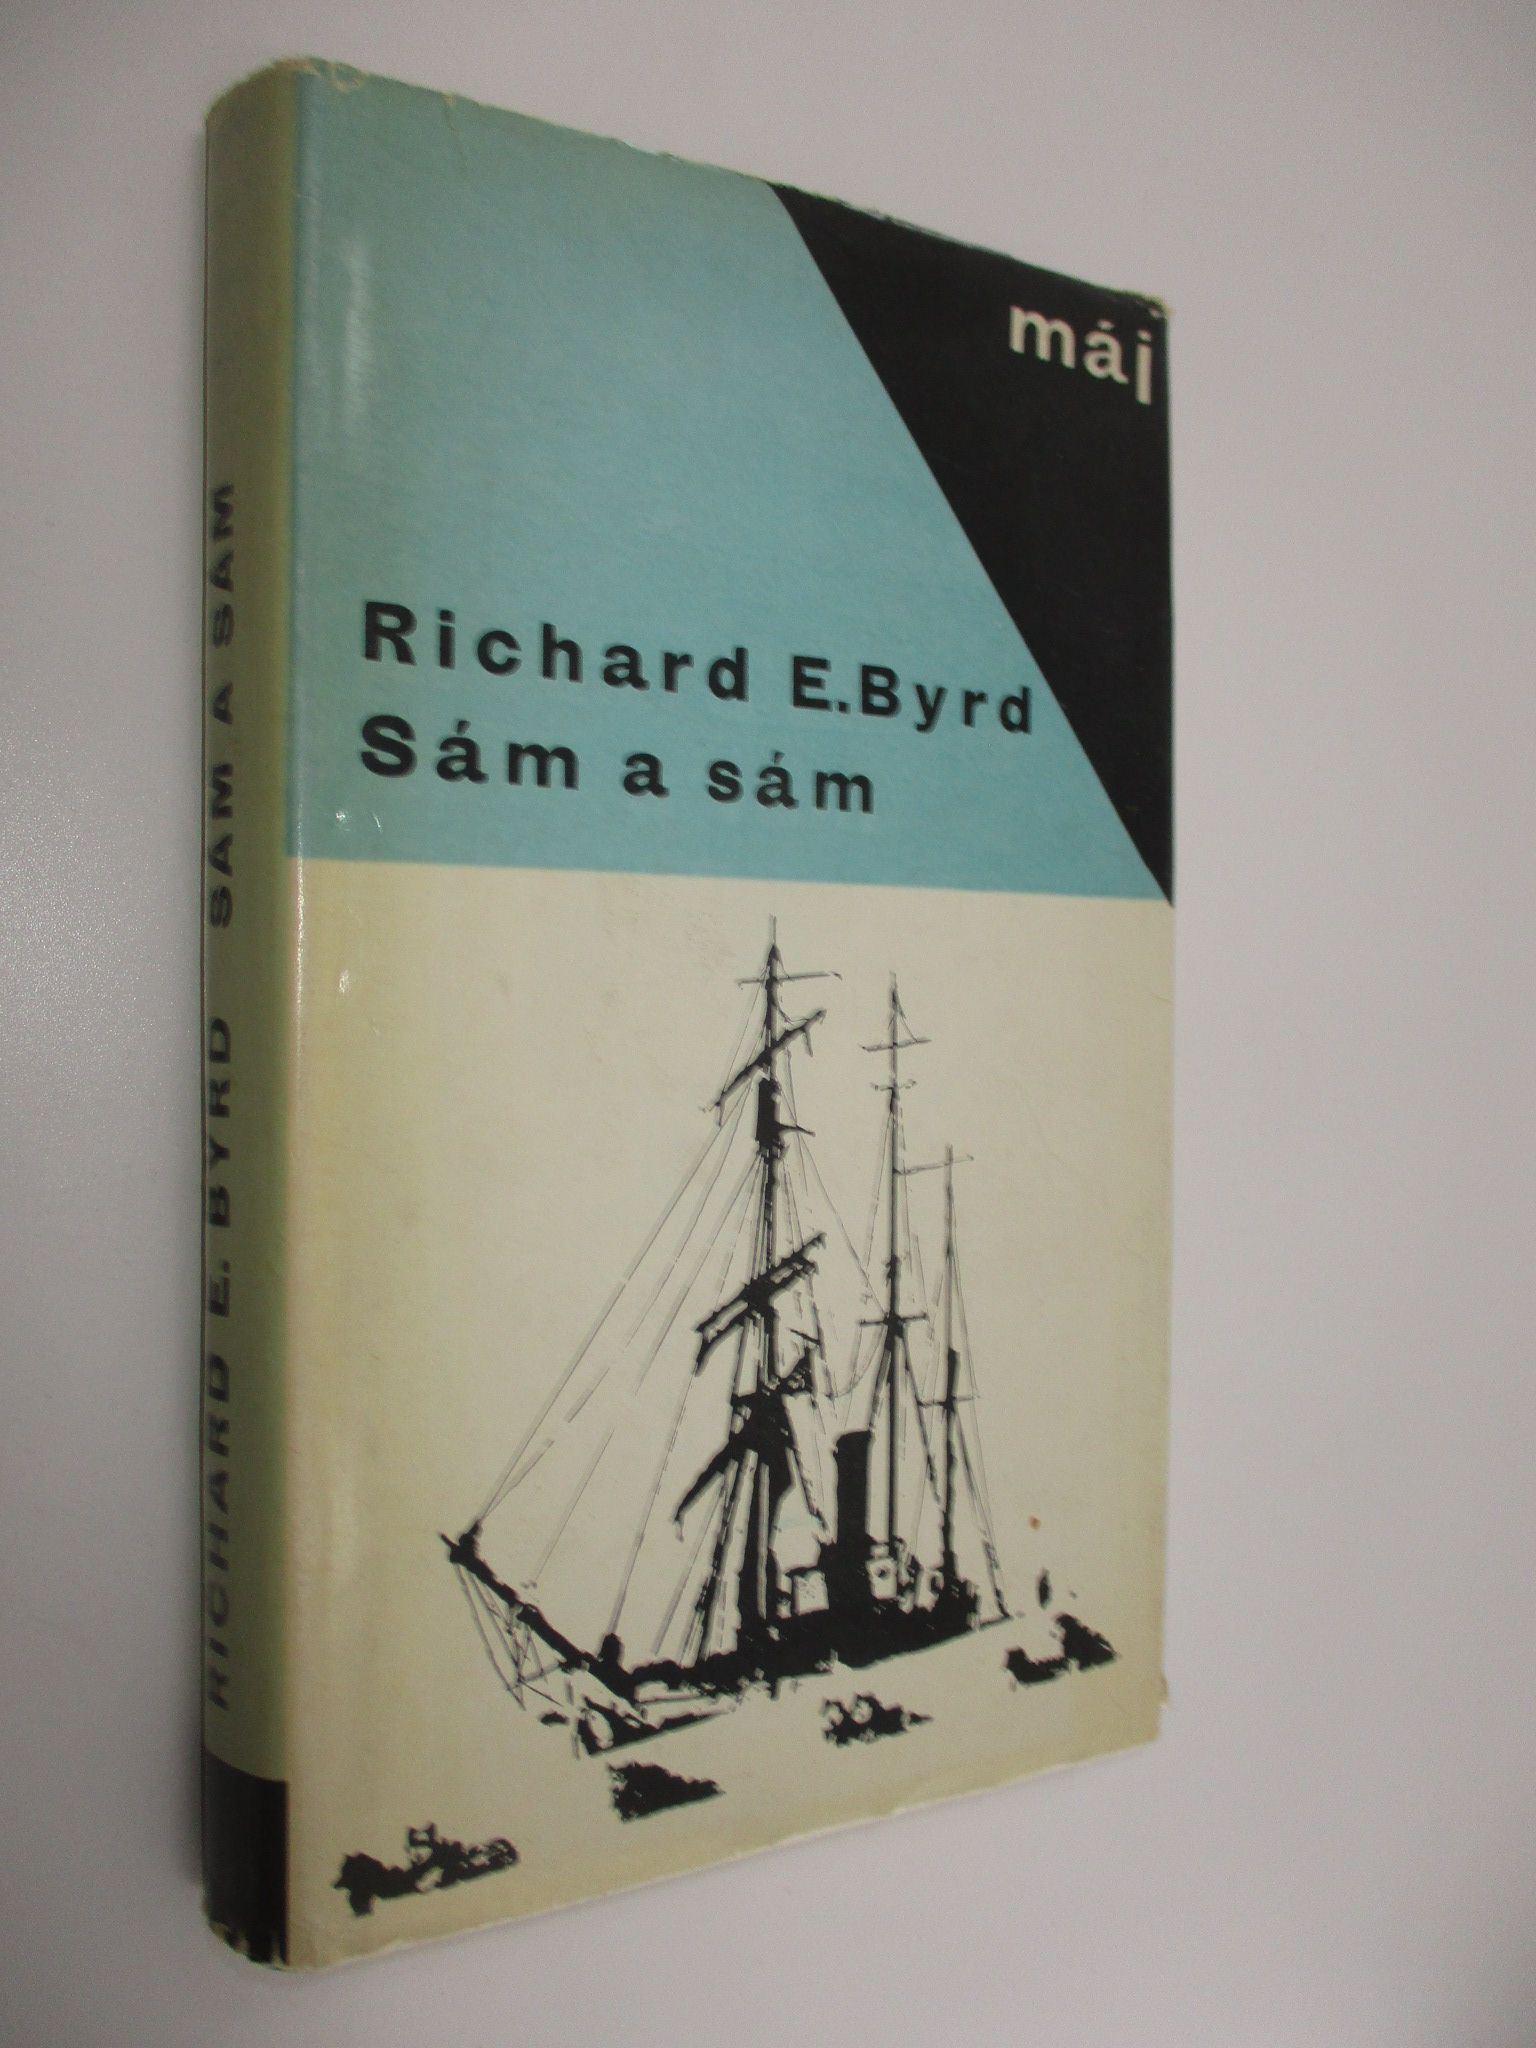 máj
Richard E. Byrd
Sám a sám
RICHARD E. BYRD SÁM A SÁM